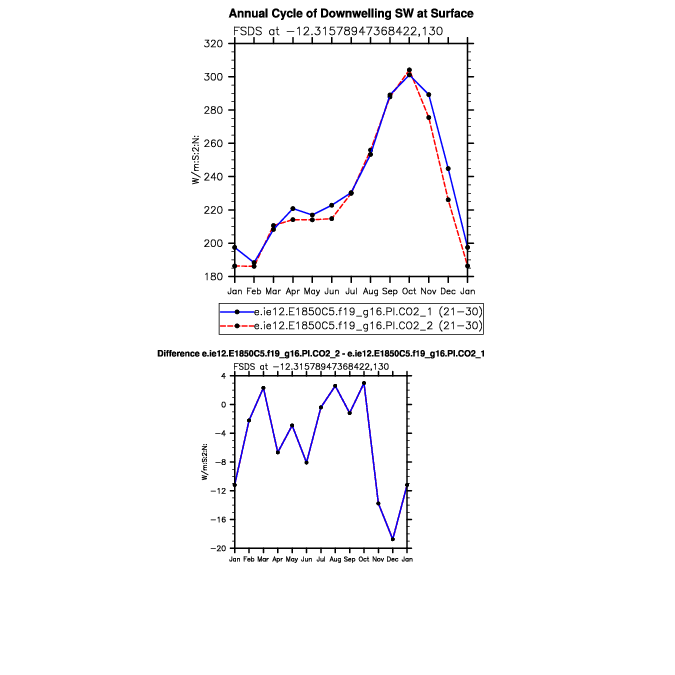 Annual Cycle of Downwelling SW at Surface
FSDS at −12.31578947368422,130
320
300
280
260
240
220
200
180
W/m:S:2:N:
Jan Feb Mar Apr May Jun Jul Aug Sep Oct Nov Dec Jan
e.ie12.E1850C5.f19_g16.PI.CO2_1 (21−30)
e.ie12.E1850C5.f19_g16.PI.CO2_2 (21−30)
Difference e.ie12.E1850C5.f19_g16.PI.CO2_2 - e.ie12.E1850C5.f19_g16.PI.CO2_1
FSDS at −12.31578947368422,130
4
0
−4
−8
−12
−16
−20
W/m:S:2:N:
Jan Feb Mar Apr May Jun Jul Aug Sep Oct Nov Dec Jan